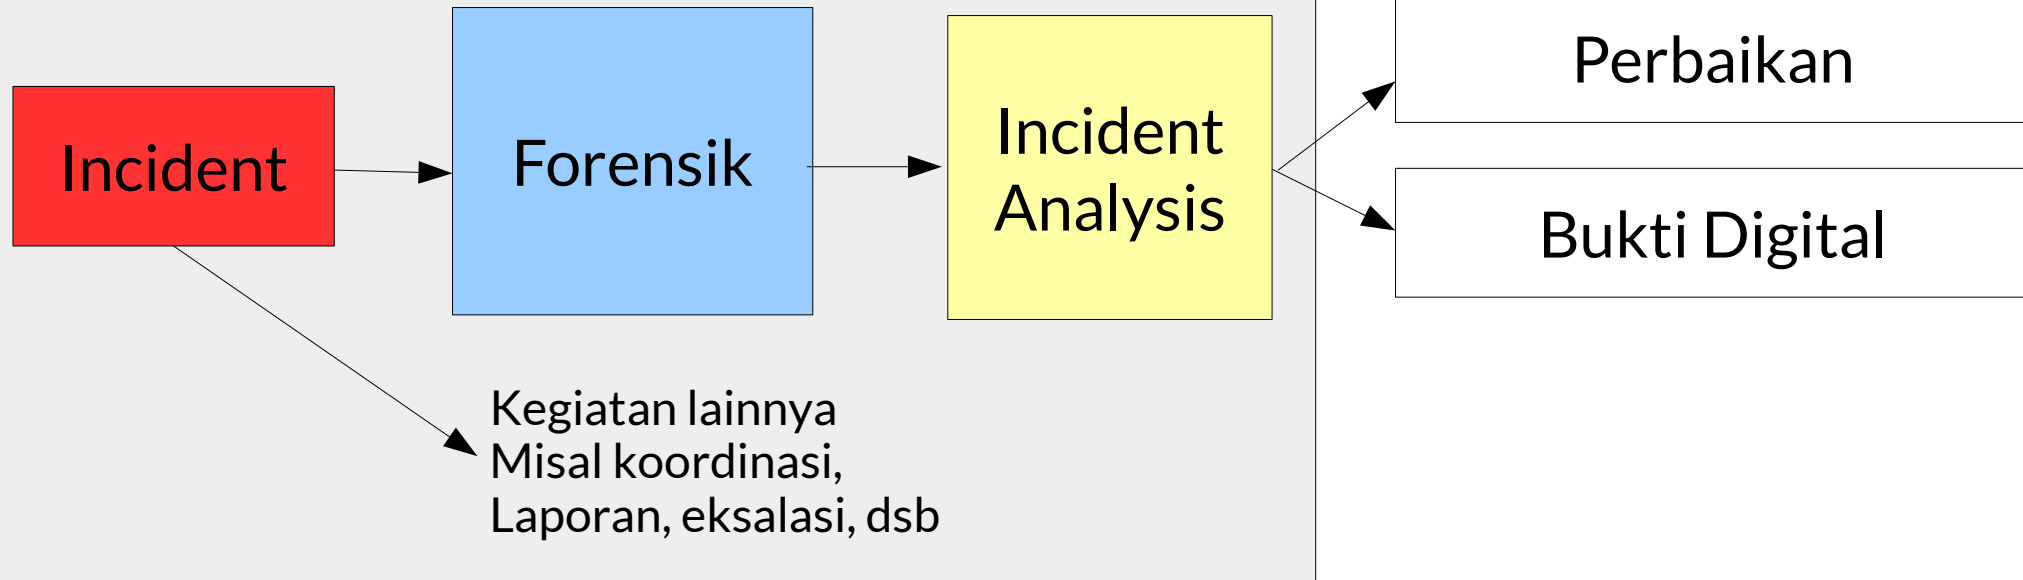 Incident
Forensik
Incident
Analysis
Perbaikan
Bukti Digital
Kegiatan lainnya
Misal koordinasi,
Laporan, eksalasi, dsb